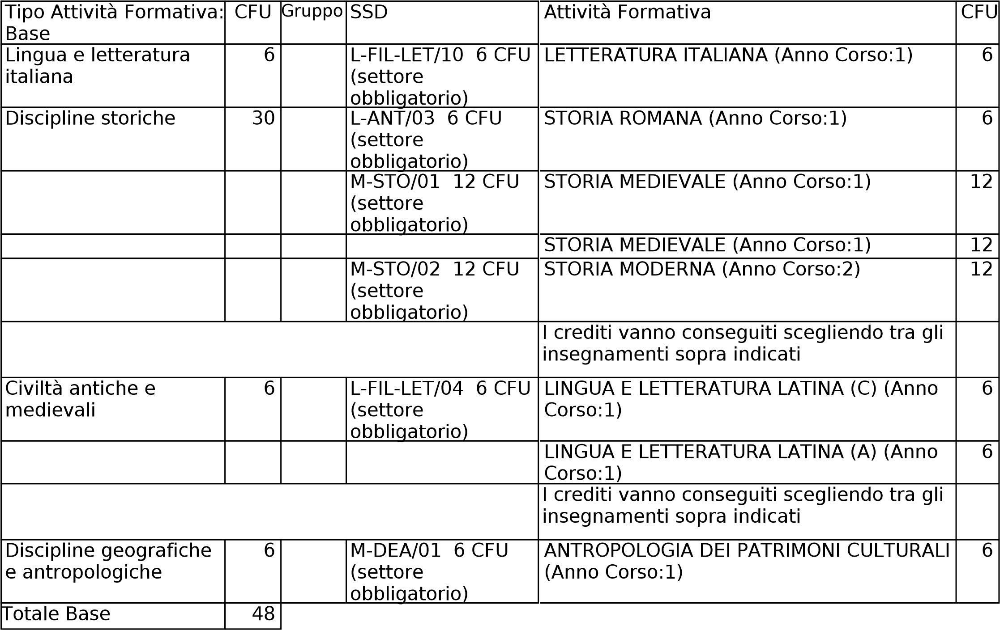 Tipo Attività Formativa: CFU Gruppo SSD Attività Formativa CFU
Base
Lingua e letteratura 6 L-FIL-LET/10 6 CFU LETTERATURA ITALIANA (Anno Corso:1) 6
italiana (settore
obbligatorio)
Discipline storiche 30 L-ANT/03 6 CFU STORIA ROMANA (Anno Corso:1) 6
(settore
obbligatorio)
M-STO/01 12 CFU STORIA MEDIEVALE (Anno Corso:1) 12
(settore
obbligatorio)
STORIA MEDIEVALE (Anno Corso:1) 12
M-STO/02 12 CFU STORIA MODERNA (Anno Corso:2) 12
(settore
obbligatorio)
I crediti vanno conseguiti scegliendo tra gli
insegnamenti sopra indicati
Civiltà antiche e 6 L-FIL-LET/04 6 CFU LINGUA E LETTERATURA LATINA (C) (Anno 6
medievali (settore Corso:1)
obbligatorio)
LINGUA E LETTERATURA LATINA (A) (Anno 6
Corso:1)
I crediti vanno conseguiti scegliendo tra gli
insegnamenti sopra indicati
Discipline geografiche 6 M-DEA/01 6 CFU ANTROPOLOGIA DEI PATRIMONI CULTURALI 6
e antropologiche (settore (Anno Corso:1)
obbligatorio)
Totale Base 48